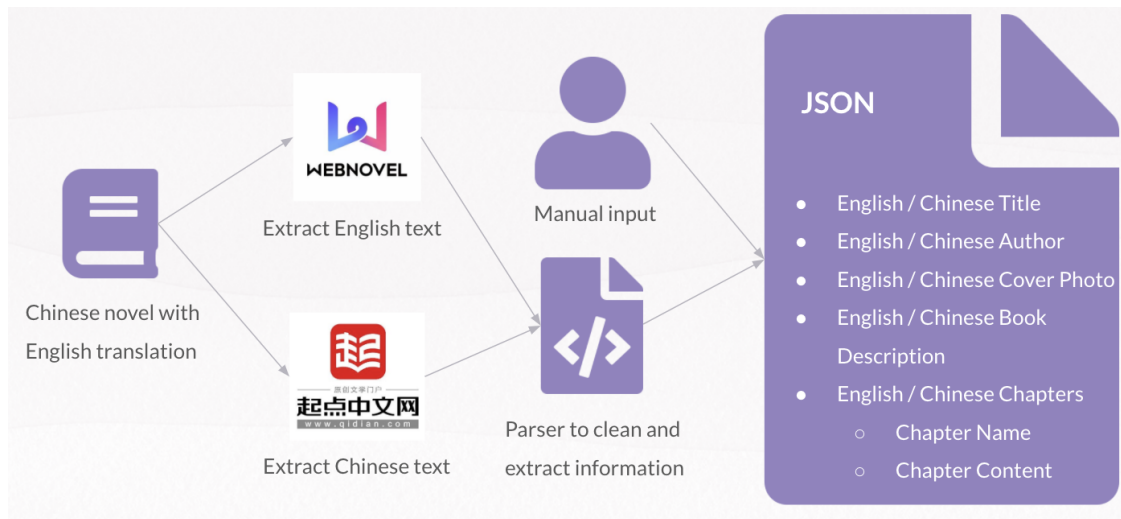 WEBNOVEL
Extract English text
Chinese novel with
English translation
原创文学门户
起点中文网
www.qidian.com
Extract Chinese text
Manual input
Parser to clean and
extract information
JSON
English / Chinese Title
English / Chinese Author
English / Chinese Cover Photo
English / Chinese Book
Description
English / Chinese Chapters
Chapter Name
Chapter Content